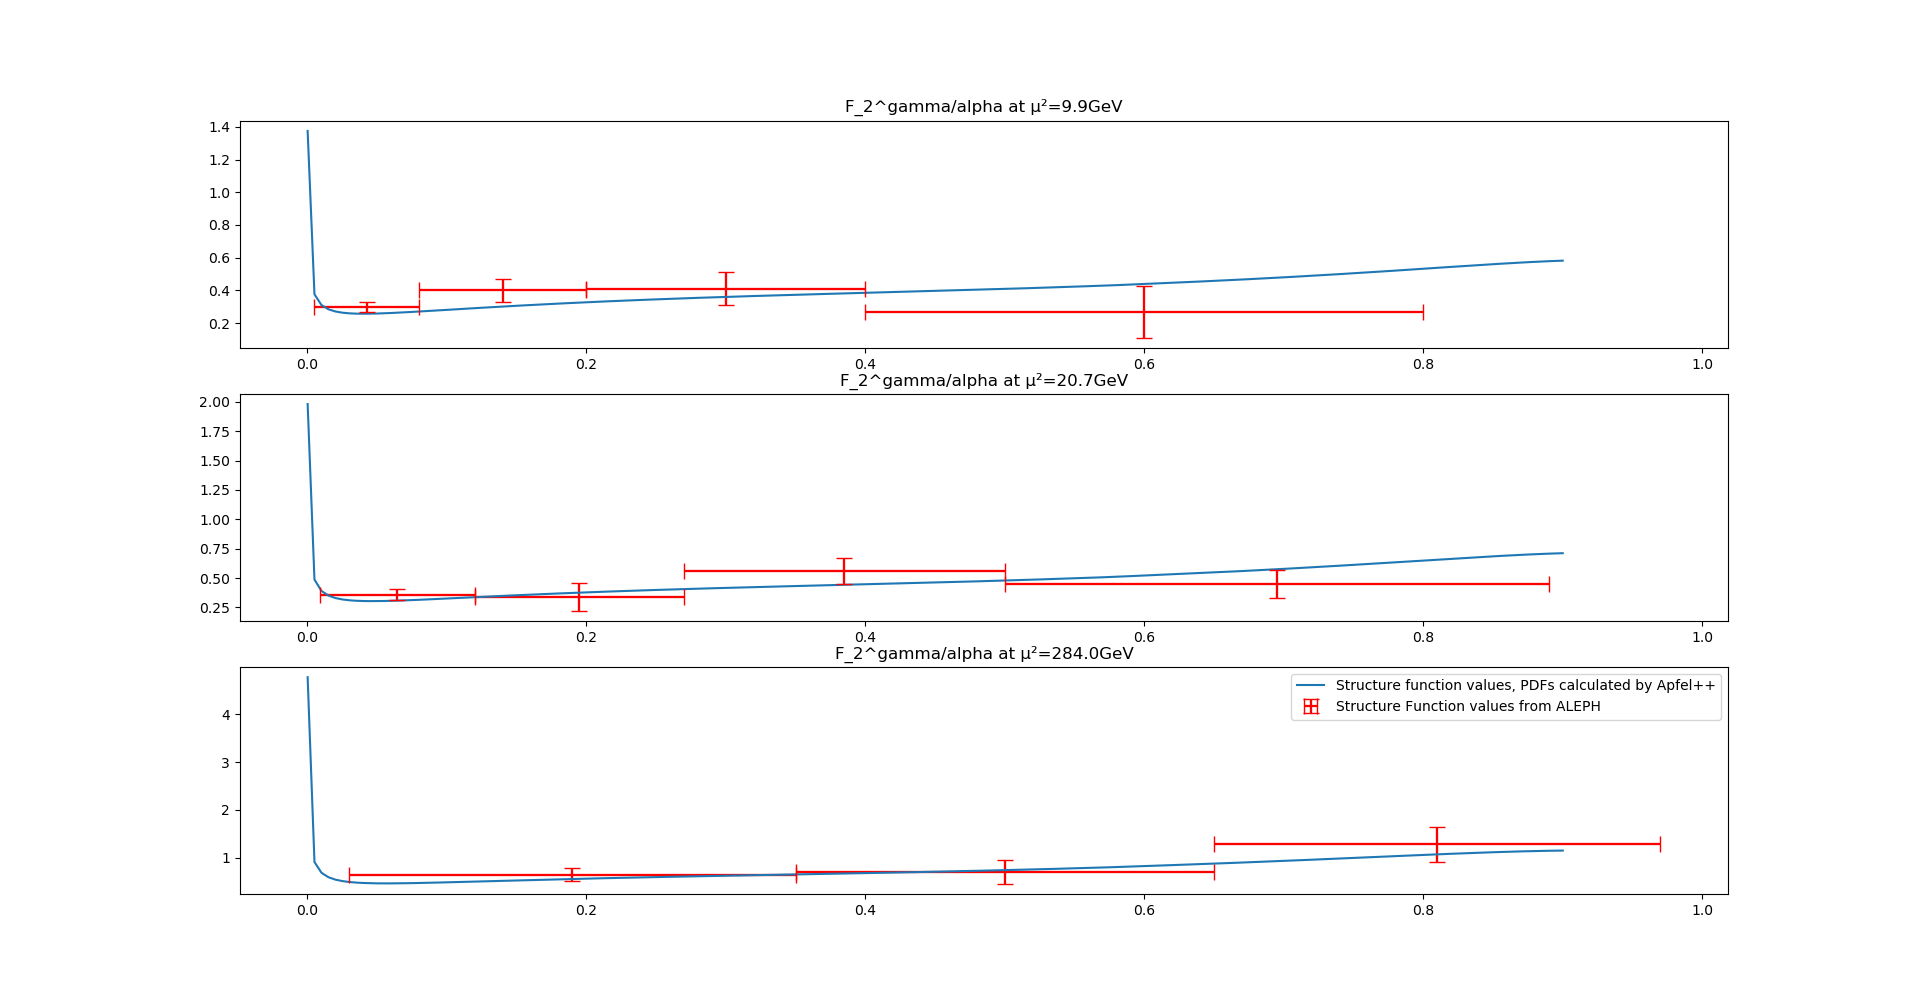 F_2^gamma/alpha at μ²=9.9GeV
1.4
1.2
1.0
0.8
0.6
0.4
0.2
0.0 0.2 0.4 0.6 0.8 1.0
F_2^gamma/alpha at μ²=20.7GeV
2.00
1.75
1.50
1.25
1.00
0.75
0.50
0.25
0.0 0.2 0.4 0.6 0.8 1.0
F_2^gamma/alpha at μ²=284.0GeV
Structure function values, PDFs calculated by Apfel++
Structure Function values from ALEPH
4
3
2
1
0.0 0.2 0.4 0.6 0.8 1.0